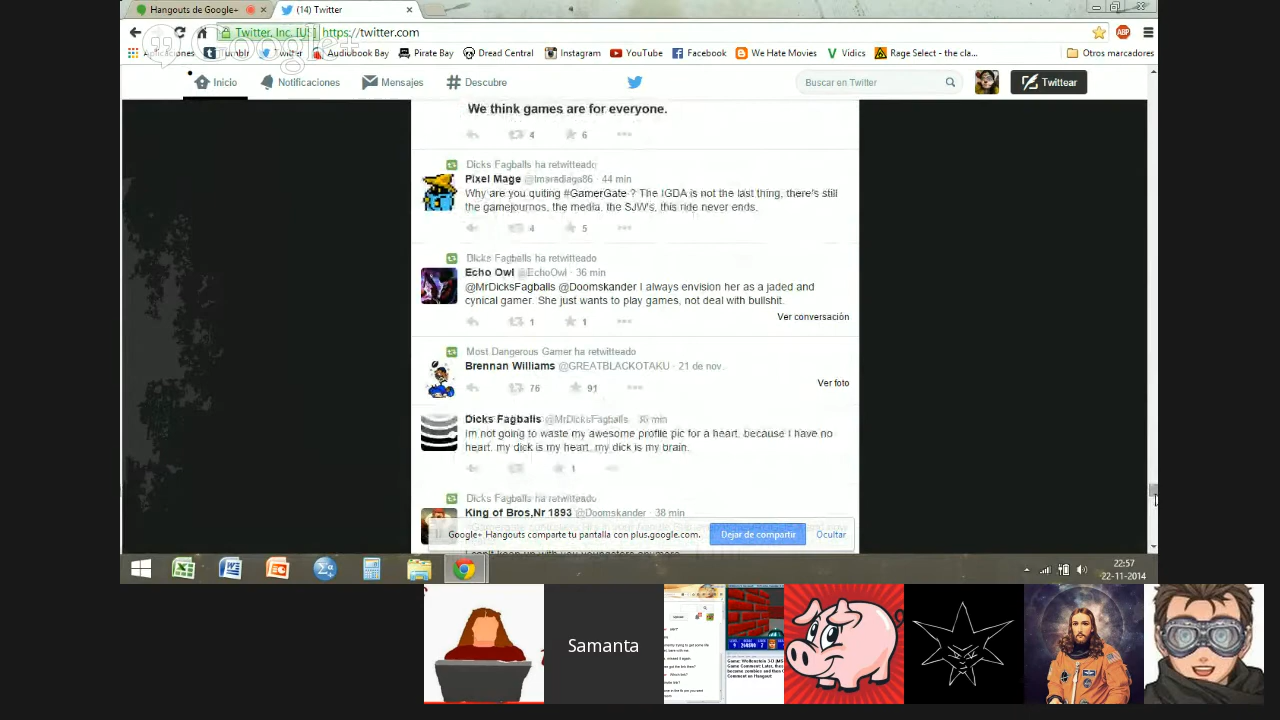 Hangouts de Google+
(14) Twitter
Twitter, Inc. [US] https://twitter.com
Google+
Aplicaciones Tumblr Twitter Audiobook Bay Pirate Bay Dread Central Instagram YouTube Facebook We Hate Movies Vidics Rage Select - the cla... Otros marcadores
Inicio Notificaciones Mensajes Descubre Buscar en Twitter Twittear
We think games are for everyone.
4 6
Dicks Fagballs ha retwitteado
Pixel Mage · 44 min
Why are you quiting #GamerGate ? The IGDA is not the last thing, there's still
the gamejournos, the media, the SJW's, this ride never ends.
4 5
Dicks Fagballs ha retwitteado
Echo Owl @EchoOwl · 36 min
@MrDicksFagballs @Doomskander I always envision her as a jaded and
cynical gamer. She just wants to play games, not deal with bullshit.
Ver conversación
1 1
Most Dangerous Gamer ha retwitteado
Brennan Williams @GREATBLACKOTAKU · 21 de nov.
Ver foto
76 91
Dicks Fagballs @MrDicksFagballs min
Im not going to waste my awesome profile pic for a heart, because I have no
heart. my dick is my heart, my dick is my brain.
1
Dicks Fagballs ha retwitteado
King of Bros,Nr 1893 @Doomskander · 38 min
Google+ Hangouts comparte tu pantalla con plus.google.com. Dejar de compartir Ocultar
I can't keep up with you youngsters anymore
22:57
22-11-2014
Samanta